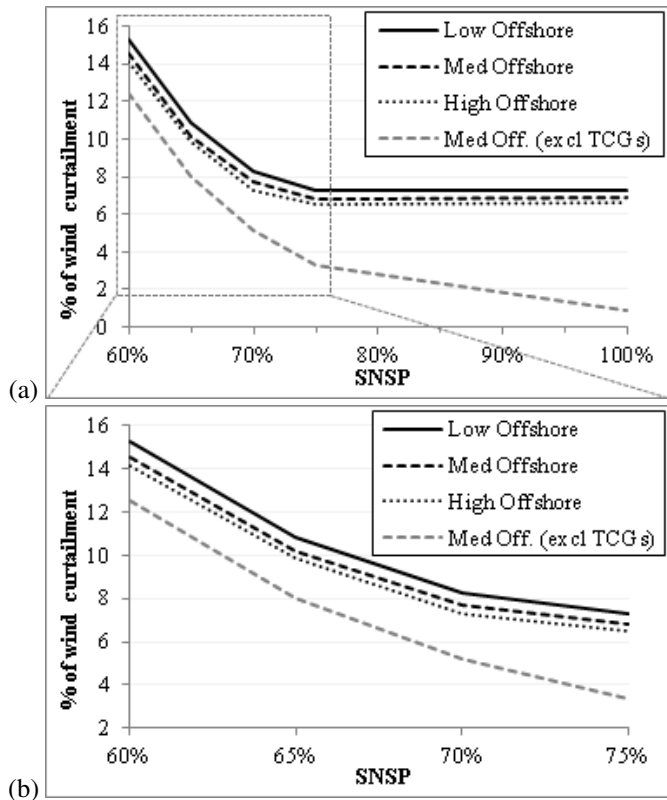 (a)
% of wind curtailment
16
14
12
10
8
6
4
2
0
Low Offshore
Med Offshore
High Offshore
Med Off. (excl TCGs)
60%
70%
80%
90%
100%
SNSP
(b)
% of wind curtailment
16
14
12
10
8
6
4
2
Low Offshore
Med Offshore
High Offshore
Med Off. (excl TCGs)
60%
65%
70%
75%
SNSP